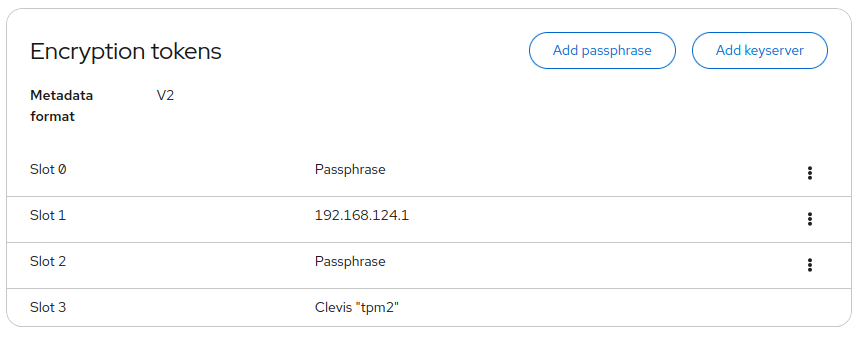 Encryption tokens
Add passphrase
Add keyserver
Metadata format
V2
Slot 0
Passphrase
Slot 1
192.168.124.1
Slot 2
Passphrase
Slot 3
Clevis "tpm2"